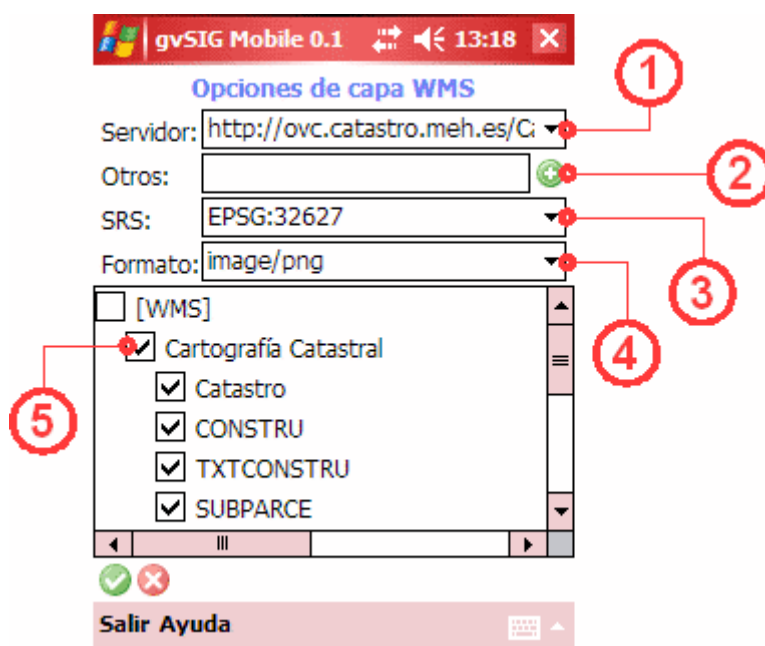 gvSIG Mobile 0.1 13:18
1
Opciones de capa WMS
Servidor: http://ovc.catastro.meh.es/Ca
Otros:
2
SRS: EPSG:32627
3
Formato: image/png
4
[WMS]
Cartografía Catastral
5
Catastro
CONSTRU
TXTCONSTRU
SUBPARCE
Salir Ayuda